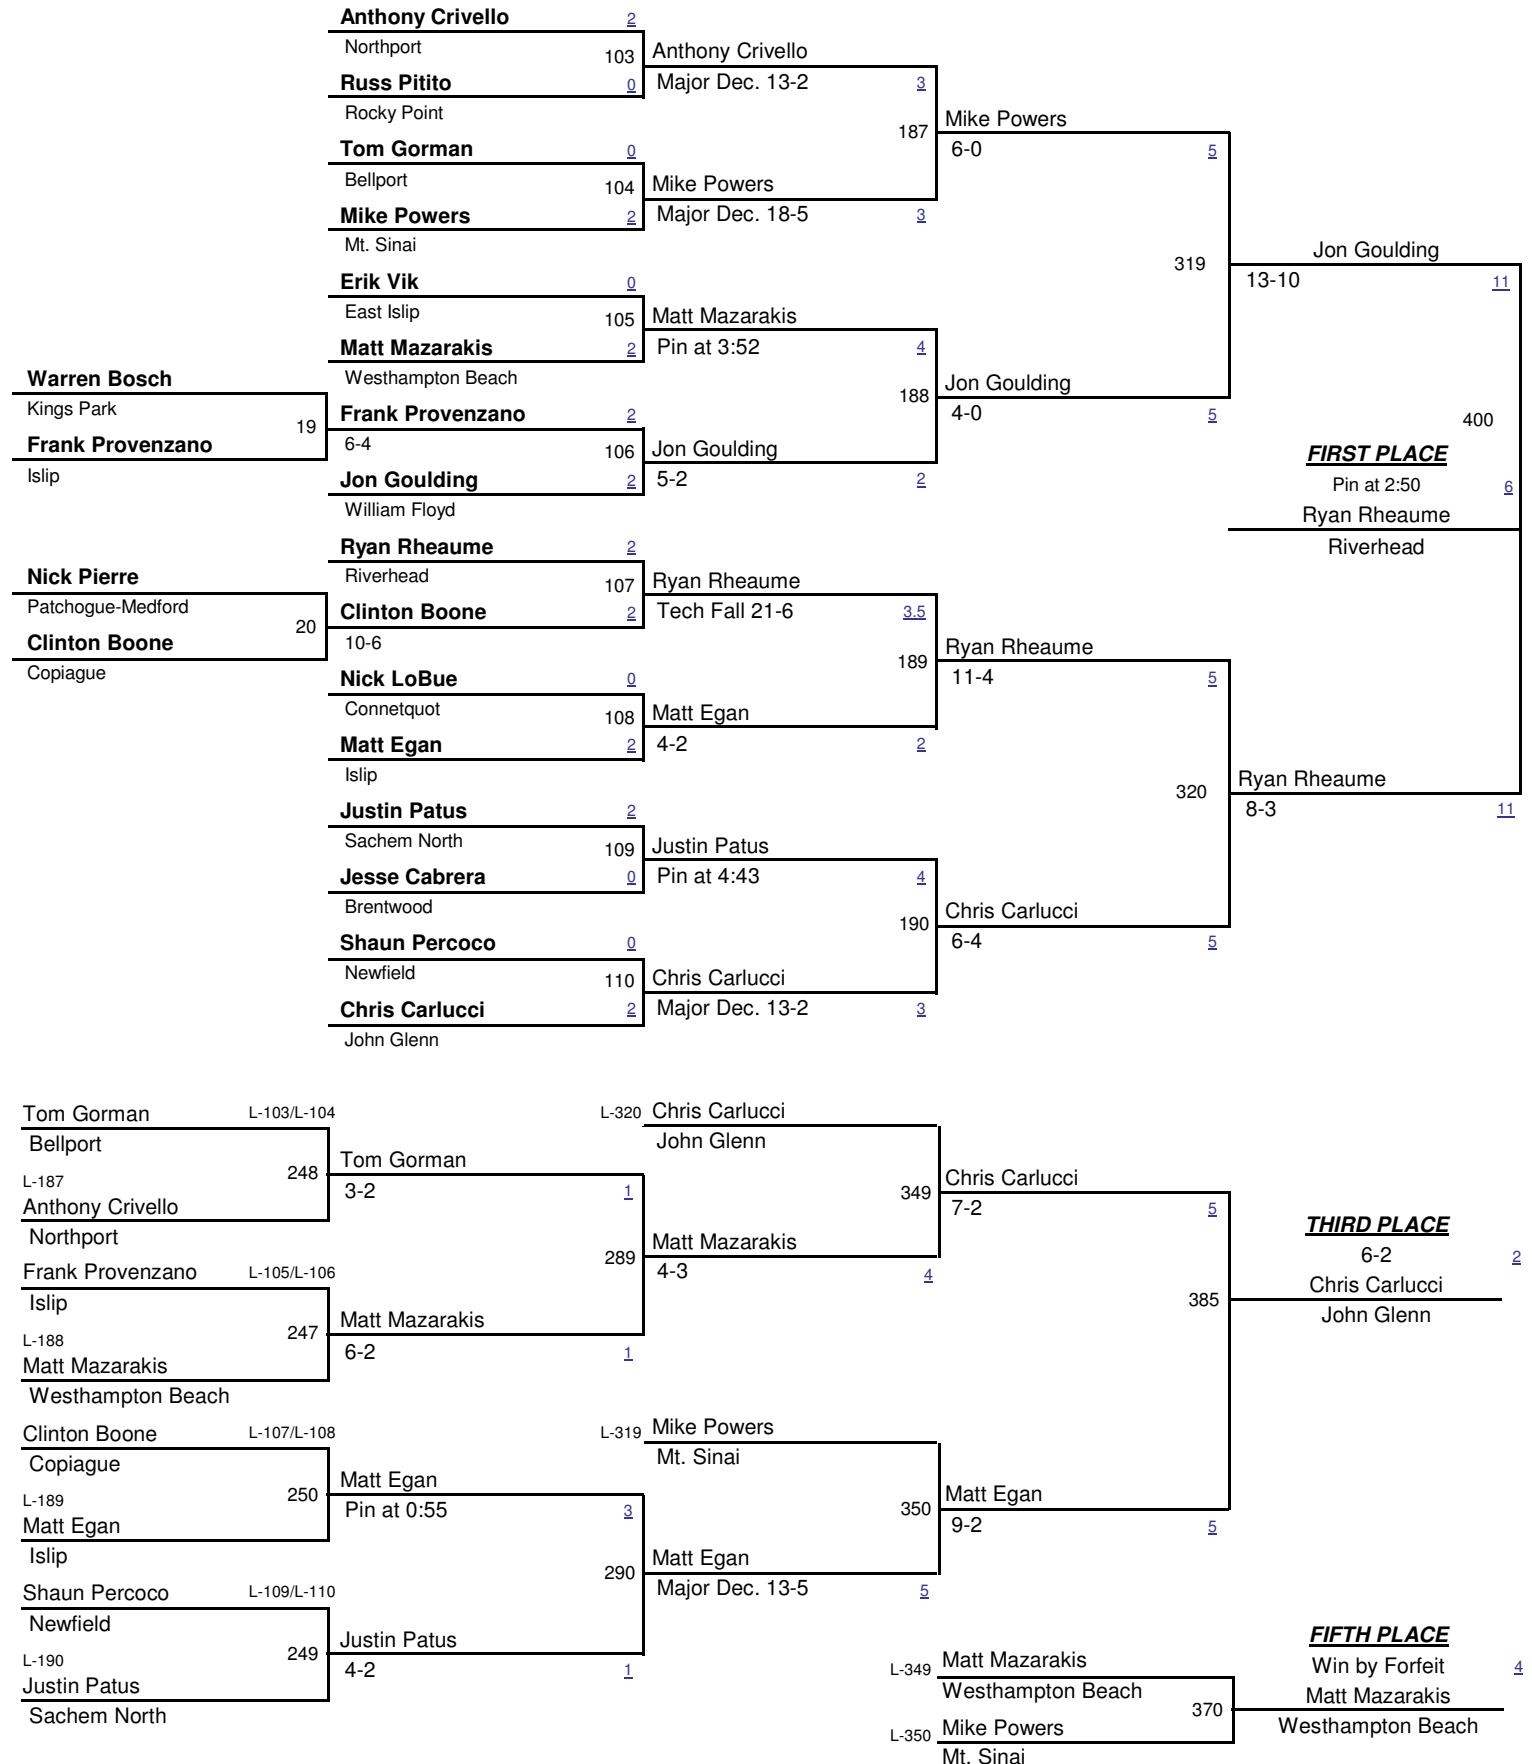 Anthony Crivello 2
Northport
103
Anthony Crivello
Russ Pitito 0
Major Dec. 13-2 3
Rocky Point
187
Mike Powers
6-0 5
Tom Gorman 0
Bellport
104
Mike Powers
Mike Powers 2
Major Dec. 18-5 3
Mt. Sinai
319
Jon Goulding
13-10 11
Erik Vik 0
East Islip
105
Matt Mazarakis
Matt Mazarakis 2
Pin at 3:52 4
Westhampton Beach
Warren Bosch
Kings Park
19
Frank Provenzano
Islip
188
Jon Goulding
4-0 5
Frank Provenzano 2
6-4
106
Jon Goulding
Jon Goulding 2
5-2 2
William Floyd
400
FIRST PLACE
Pin at 2:50 6
Ryan Rheaume
Riverhead
Ryan Rheaume 2
Riverhead
107
Ryan Rheaume
Nick Pierre
Patchogue-Medford
20
Clinton Boone
Copiague
Clinton Boone 2
Tech Fall 21-6 3.5
10-6
189
Ryan Rheaume
11-4 5
Nick LoBue 0
Connetquot
108
Matt Egan
Matt Egan 2
4-2 2
Islip
320
Ryan Rheaume
8-3 11
Justin Patus 2
Sachem North
109
Justin Patus
Jesse Cabrera 0
Pin at 4:43 4
Brentwood
190
Chris Carlucci
6-4 5
Shaun Percoco 0
Newfield
110
Chris Carlucci
Chris Carlucci 2
Major Dec. 13-2 3
John Glenn
Tom Gorman L-103/L-104
Bellport
248
Tom Gorman
3-2 1
L-187
Anthony Crivello
Northport
L-320 Chris Carlucci
John Glenn
349
Chris Carlucci
7-2 5
289
Matt Mazarakis
4-3 4
Frank Provenzano L-105/L-106
Islip
247
Matt Mazarakis
6-2 1
L-188
Matt Mazarakis
Westhampton Beach
385
THIRD PLACE
6-2 2
Chris Carlucci
John Glenn
Clinton Boone L-107/L-108
Copiague
250
Matt Egan
Pin at 0:55 3
L-189
Matt Egan
Islip
L-319 Mike Powers
Mt. Sinai
350
Matt Egan
9-2 5
290
Matt Egan
Major Dec. 13-5 5
Shaun Percoco L-109/L-110
Newfield
249
Justin Patus
4-2 1
L-190
Justin Patus
Sachem North
L-349 Matt Mazarakis
Westhampton Beach
370
L-350 Mike Powers
Mt. Sinai
FIFTH PLACE
Win by Forfeit 4
Matt Mazarakis
Westhampton Beach